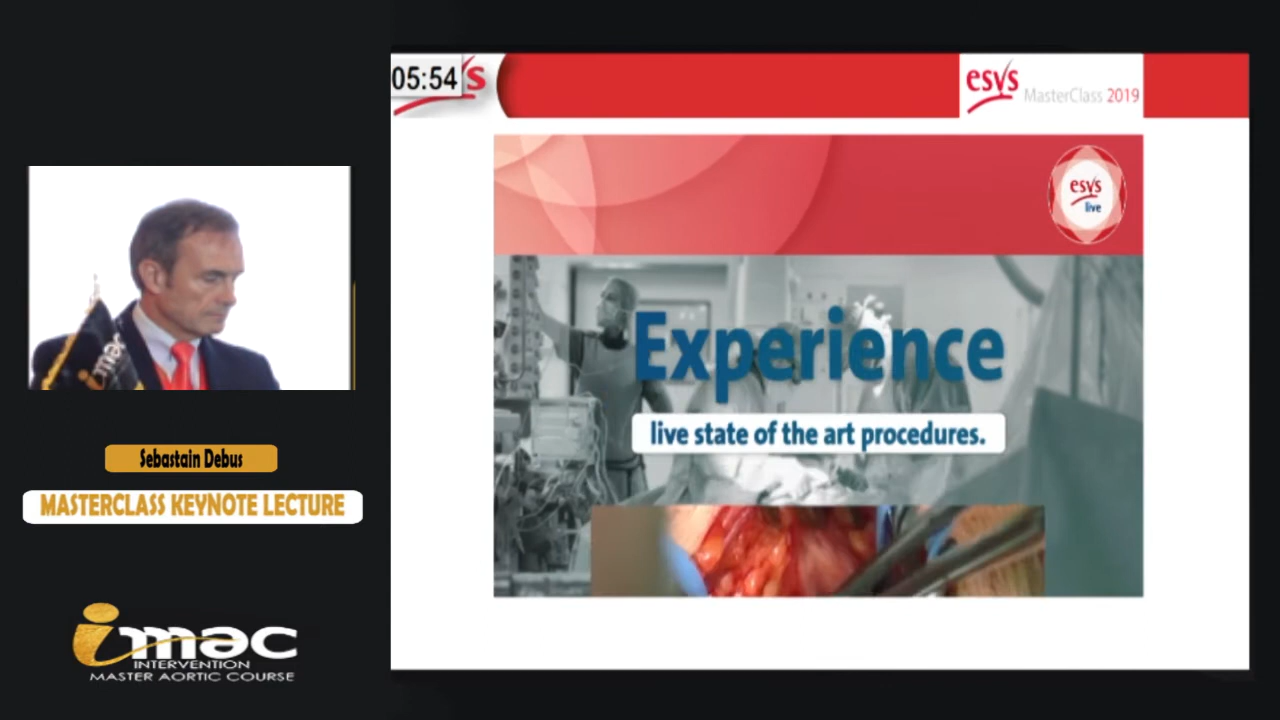 05:54
s
esvs
MasterClass 2019
esvs
live
Experience
live state of the art procedures.
imac
Sebastain Debus
MASTERCLASS KEYNOTE LECTURE
imac
INTERVENTION
MASTER AORTIC COURSE